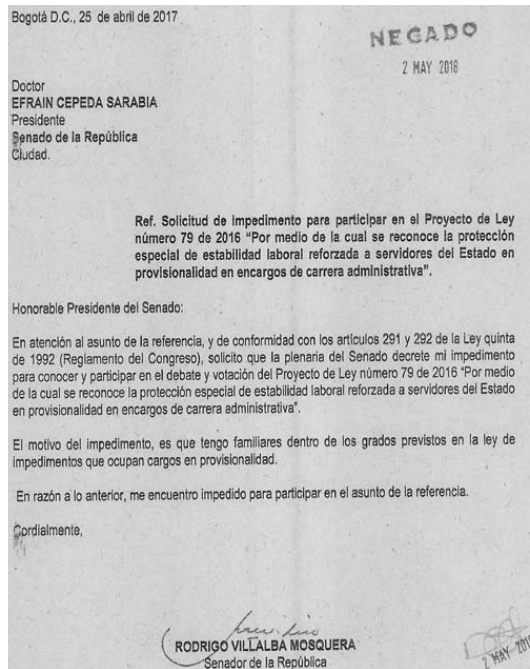 Bogotá D.C., 25 de abril de 2017
NEGADO
2 MAY 2018
Doctor
EFRAIN CEPEDA SARABIA
Presidente
Senado de la República
Ciudad.
Ref. Solicitud de impedimento para participar en el Proyecto de Ley
número 79 de 2016 “Por medio de la cual se reconoce la protección
especial de estabilidad laboral reforzada a servidores del Estado en
provisionalidad en encargos de carrera administrativa”.
Honorable Presidente del Senado:
En atención al asunto de la referencia, y de conformidad con los artículos 291 y 292 de la Ley quinta
de 1992 (Reglamento del Congreso), solicito que la plenaria del Senado decrete mi impedimento
para conocer y participar en el debate y votación del Proyecto de Ley número 79 de 2016 “Por medio
de la cual se reconoce la protección especial de estabilidad laboral reforzada a servidores del Estado
en provisionalidad en encargos de carrera administrativa”.
El motivo del impedimento, es que tengo familiares dentro de los grados previstos en la ley de
impedimentos que ocupan cargos en provisionalidad.
En razón a lo anterior, me encuentro impedido para participar en el asunto de la referencia.
Cordialmente,
RODRIGO VILLALBA MOSQUERA
Senador de la República
MAY